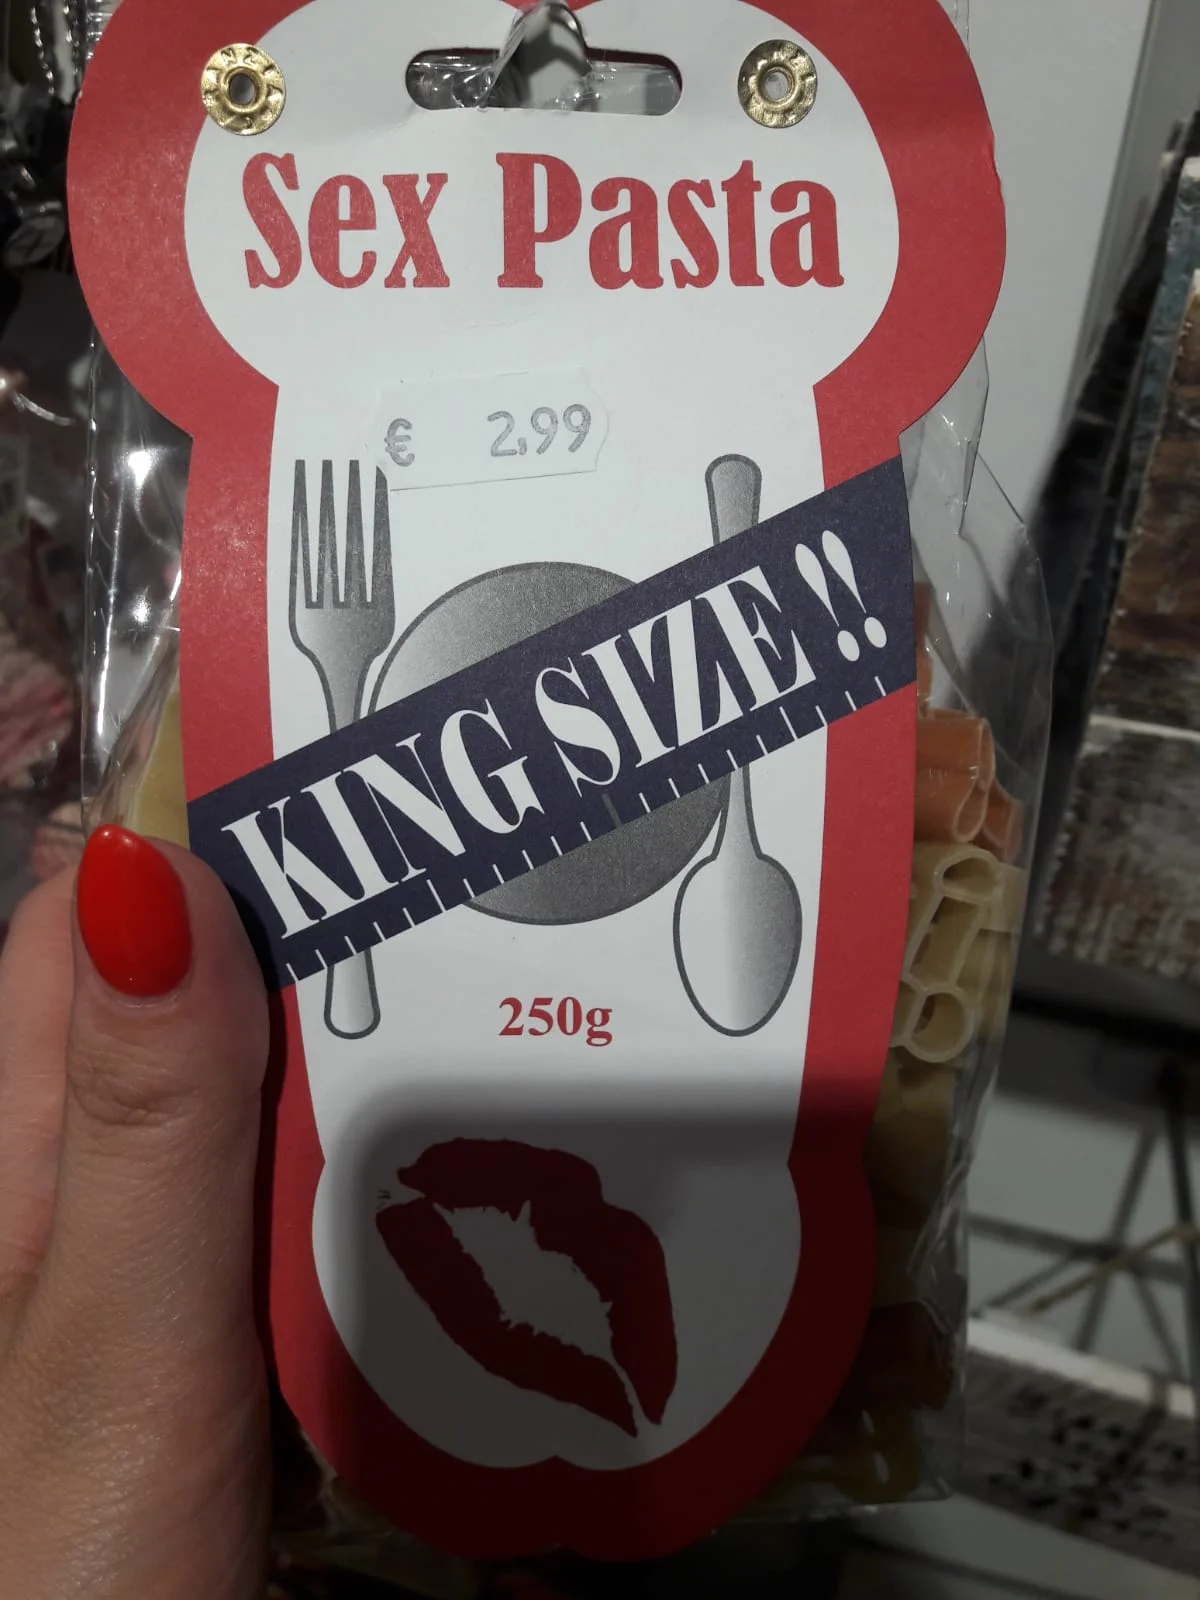 Sex Pasta
€ 2,99
KING SIZE !!
250g